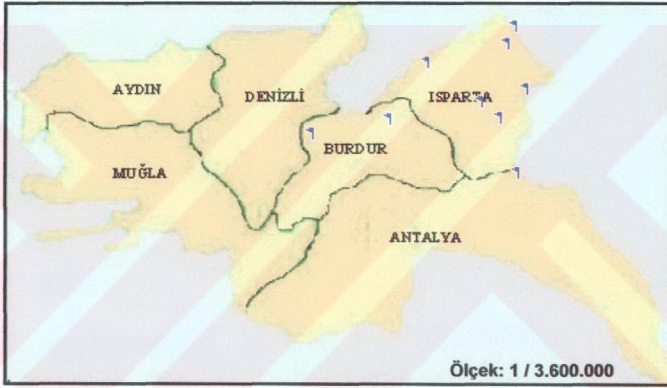 AYDIN
DENİZLİ
ISPARTA
BURDUR
MUĞLA
ANTALYA
Ölçek: 1 / 3.600.000